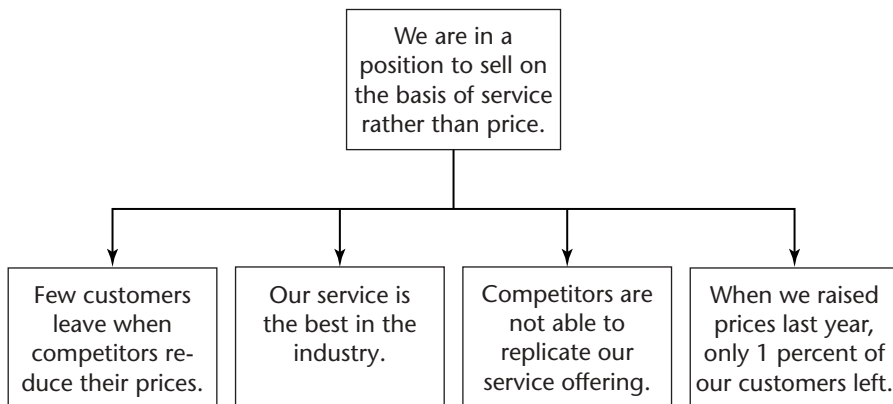 We are in a
position to sell on
the basis of service
rather than price.
Few customers
leave when
competitors re-
duce their prices.
Our service is
the best in the
industry.
Competitors are
not able to
replicate our
service offering.
When we raised
prices last year,
only 1 percent of
our customers left.